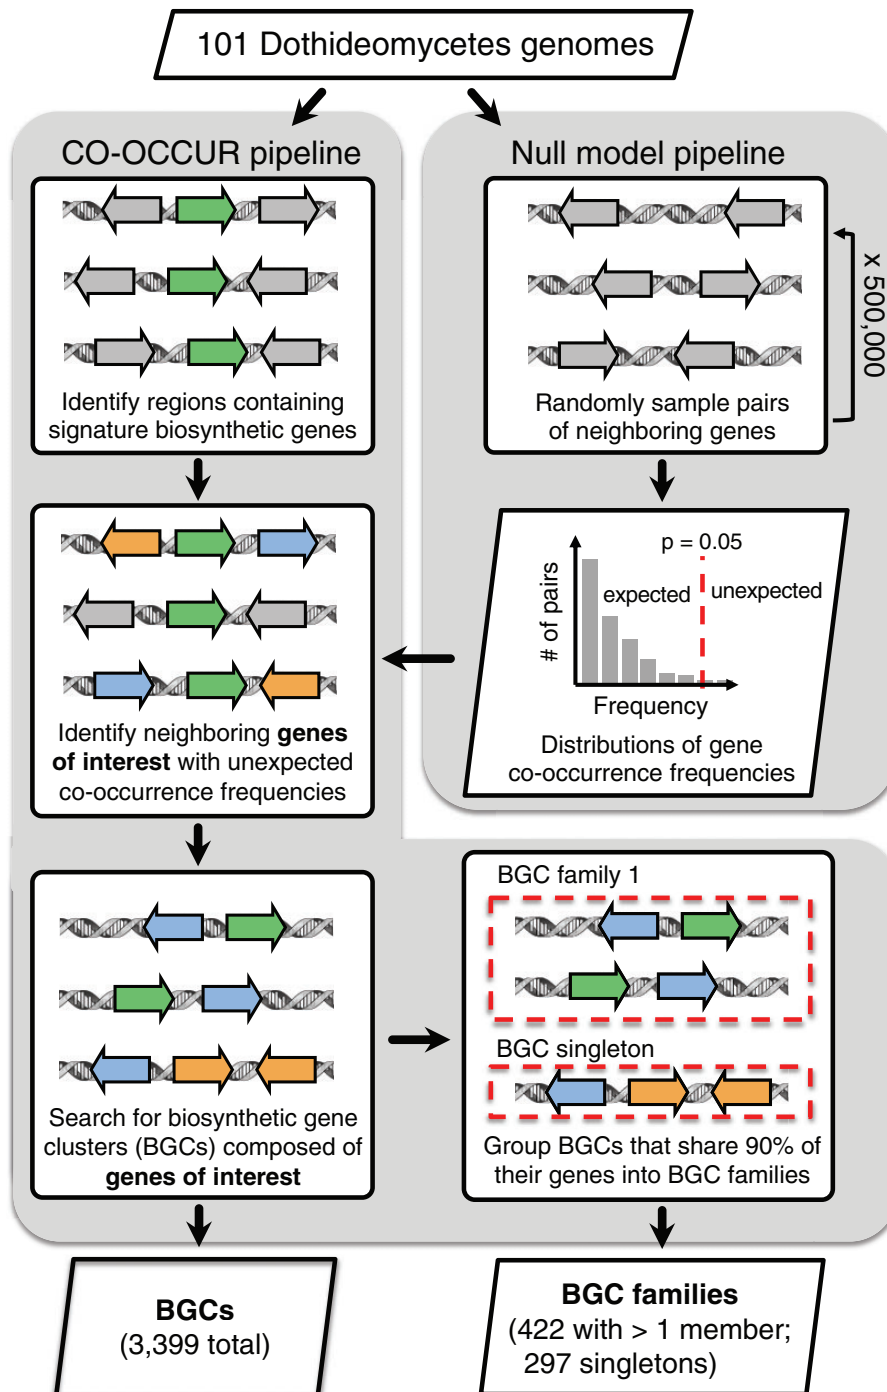 101 Dothideomycetes genomes
CO-OCCUR pipeline
Identify regions containing
signature biosynthetic genes
Null model pipeline
x 500,000
Randomly sample pairs
of neighboring genes
p = 0.05
expected
unexpected
# of pairs
Frequency
Distributions of gene
co-occurrence frequencies
Identify neighboring genes
of interest with unexpected
co-occurrence frequencies
Search for biosynthetic gene
clusters (BGCs) composed of
genes of interest
BGC family 1
BGC singleton
Group BGCs that share 90% of
their genes into BGC families
BGCs
(3,399 total)
BGC families
(422 with > 1 member;
297 singletons)